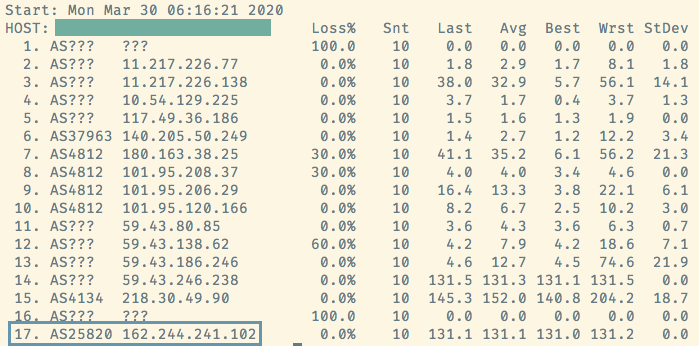 Start: Mon Mar 30 06:16:21 2020
HOST: Loss% Snt Last Avg Best Wrst StDev
1. AS??? ??? 100.0 10 0.0 0.0 0.0 0.0 0.0
2. AS??? 11.217.226.77 0.0% 10 1.8 2.9 1.7 8.1 1.8
3. AS??? 11.217.226.138 0.0% 10 38.0 32.9 5.7 56.1 14.1
4. AS??? 10.54.129.225 0.0% 10 3.7 1.7 0.4 3.7 1.3
5. AS??? 117.49.36.186 0.0% 10 1.5 1.6 1.3 1.9 0.0
6. AS37963 140.205.50.249 0.0% 10 1.4 2.7 1.2 12.2 3.4
7. AS4812 180.163.38.25 30.0% 10 41.1 35.2 6.1 56.2 21.3
8. AS4812 101.95.208.37 30.0% 10 4.0 4.0 3.4 4.6 0.0
9. AS4812 101.95.206.29 0.0% 10 16.4 13.3 3.8 22.1 6.1
10. AS4812 101.95.120.166 0.0% 10 8.2 6.7 2.5 10.2 3.0
11. AS??? 59.43.80.85 0.0% 10 3.6 4.3 3.6 6.3 0.7
12. AS??? 59.43.138.62 60.0% 10 4.2 7.9 4.2 18.6 7.1
13. AS??? 59.43.186.246 0.0% 10 4.6 12.7 4.5 74.6 21.9
14. AS??? 59.43.246.238 0.0% 10 131.5 131.3 131.1 131.5 0.0
15. AS4134 218.30.49.90 0.0% 10 145.3 152.0 140.8 204.2 18.7
16. AS??? ??? 100.0 10 0.0 0.0 0.0 0.0 0.0
17. AS25820 162.244.241.102 0.0% 10 131.1 131.1 131.0 131.2 0.0